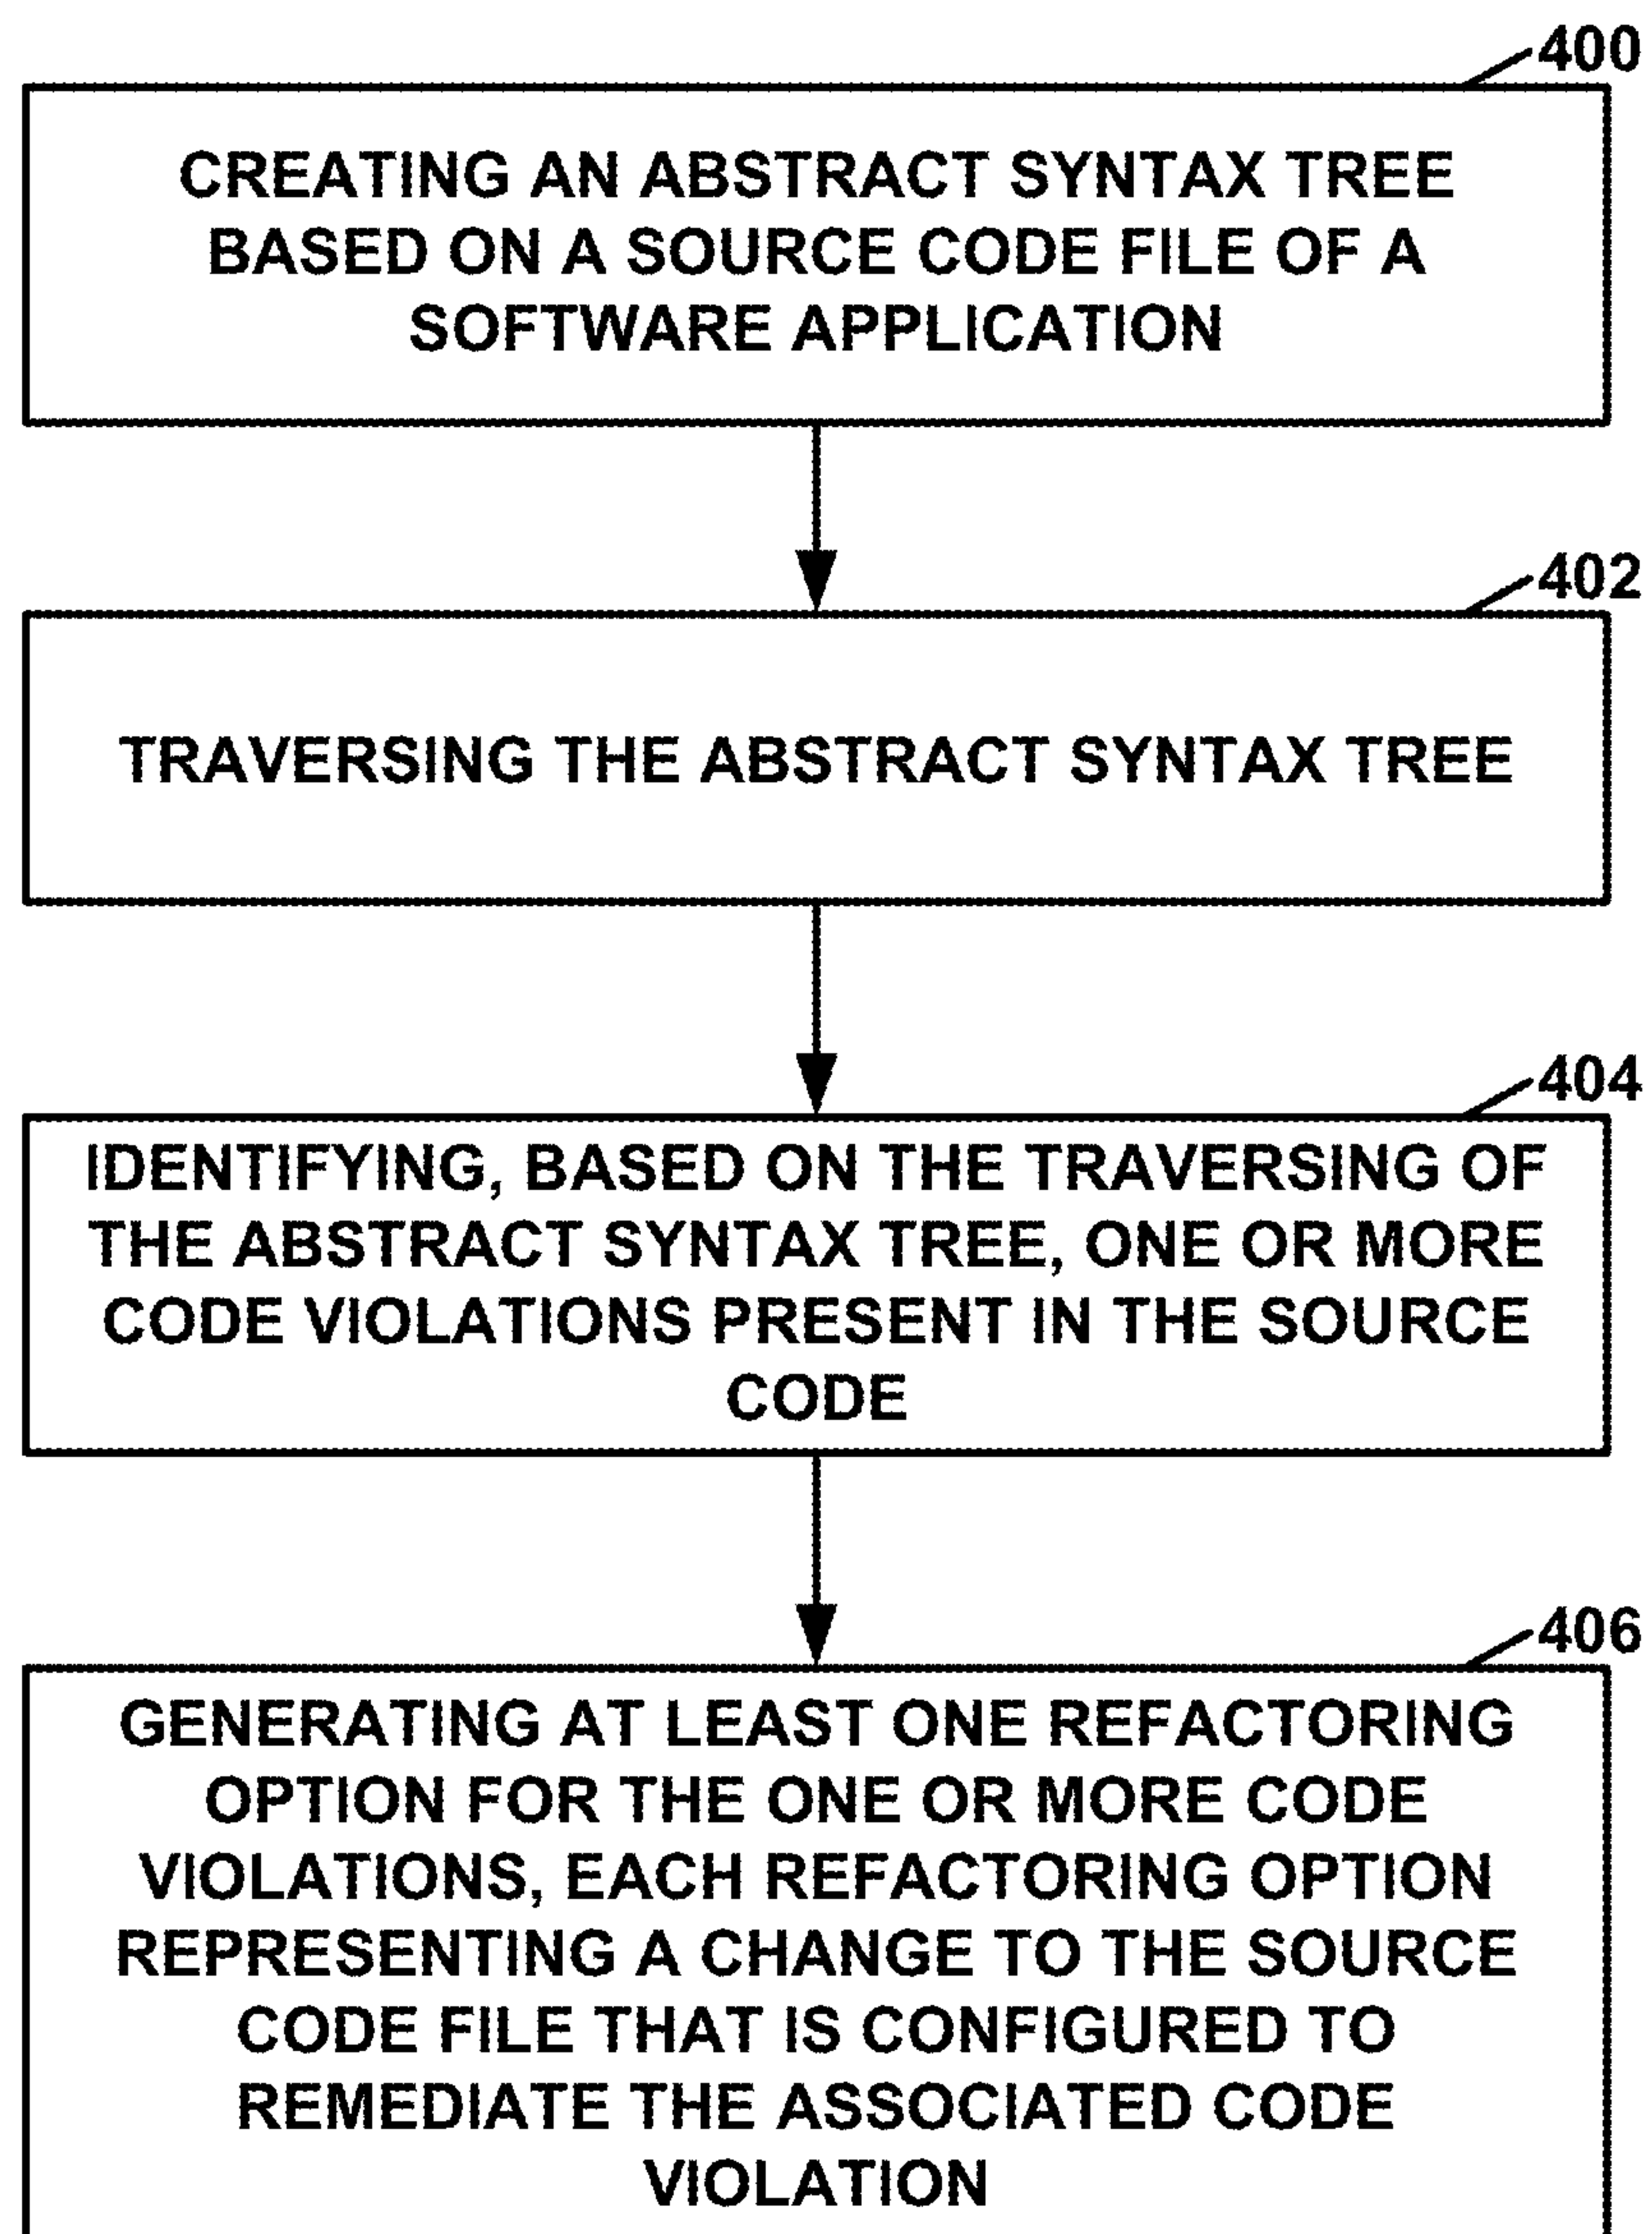 400
CREATING AN ABSTRACT SYNTAX TREE
BASED ON A SOURCE CODE FILE OF A
SOFTWARE APPLICATION
402
TRAVERSING THE ABSTRACT SYNTAX TREE
404
IDENTIFYING, BASED ON THE TRAVERSING OF
THE ABSTRACT SYNTAX TREE, ONE OR MORE
CODE VIOLATIONS PRESENT IN THE SOURCE
CODE
406
GENERATING AT LEAST ONE REFACTORING
OPTION FOR THE ONE OR MORE CODE
VIOLATIONS, EACH REFACTORING OPTION
REPRESENTING A CHANGE TO THE SOURCE
CODE FILE THAT IS CONFIGURED TO
REMEDIATE THE ASSOCIATED CODE
VIOLATION